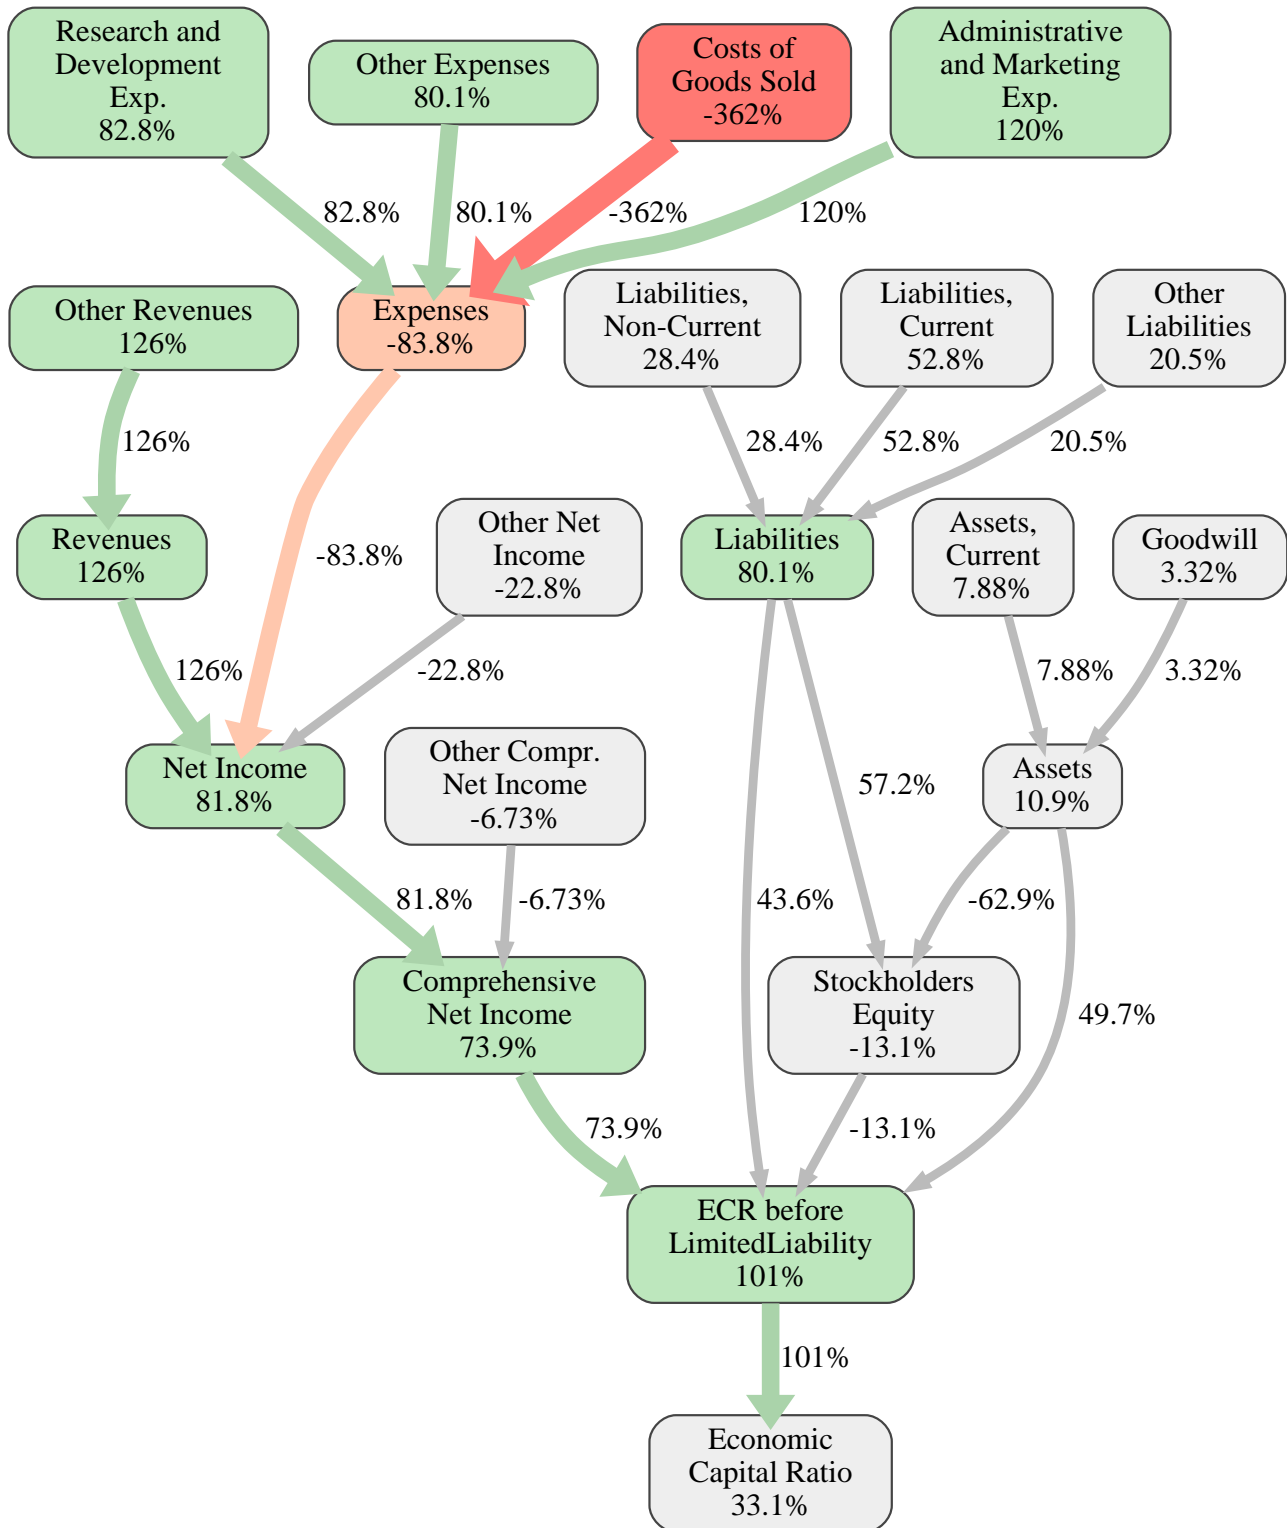 Research and
Development
Exp.
82.8%
Other Expenses
80.1%
Costs of
Goods Sold
-362%
Administrative
and Marketing
Exp.
120%
82.8%
80.1%
-362%
120%
Other Revenues
126%
Expenses
-83.8%
Liabilities,
Non-Current
28.4%
Liabilities,
Current
52.8%
Other
Liabilities
20.5%
126%
28.4%
52.8%
20.5%
Revenues
126%
-83.8%
Other Net
Income
-22.8%
Liabilities
80.1%
Assets,
Current
7.88%
Goodwill
3.32%
126%
-22.8%
7.88%
3.32%
Net Income
81.8%
Other Compr.
Net Income
-6.73%
57.2%
Assets
10.9%
81.8%
-6.73%
43.6%
-62.9%
Comprehensive
Net Income
73.9%
Stockholders
Equity
-13.1%
49.7%
73.9%
-13.1%
ECR before
LimitedLiability
101%
101%
Economic
Capital Ratio
33.1%